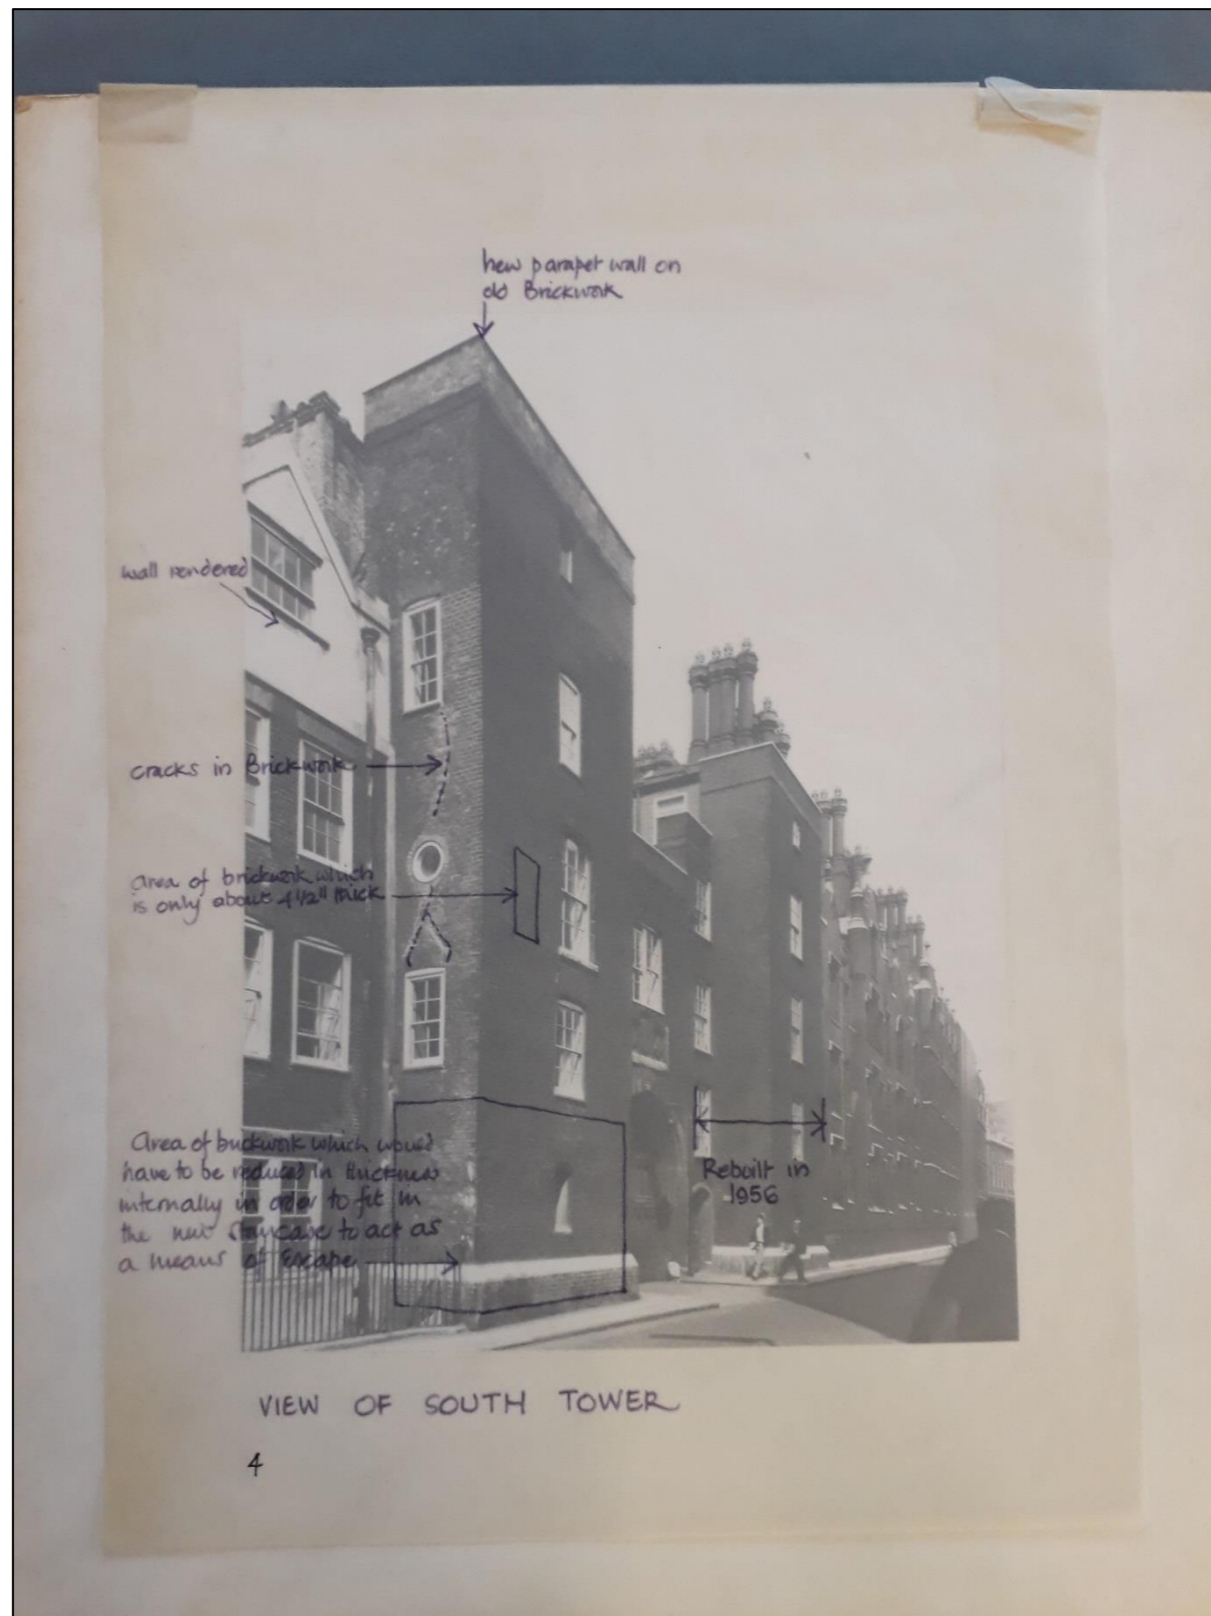 new parapet wall on
old Brickwork
wall rendered
cracks in Brickwork
area of brickwork which
is only about 4 1/2" thick
Area of brickwork which would
have to be reduced in thickness
internally in order to fit in
the new staircase to act as
a means of Escape
Rebuilt in
1956
VIEW OF SOUTH TOWER
4